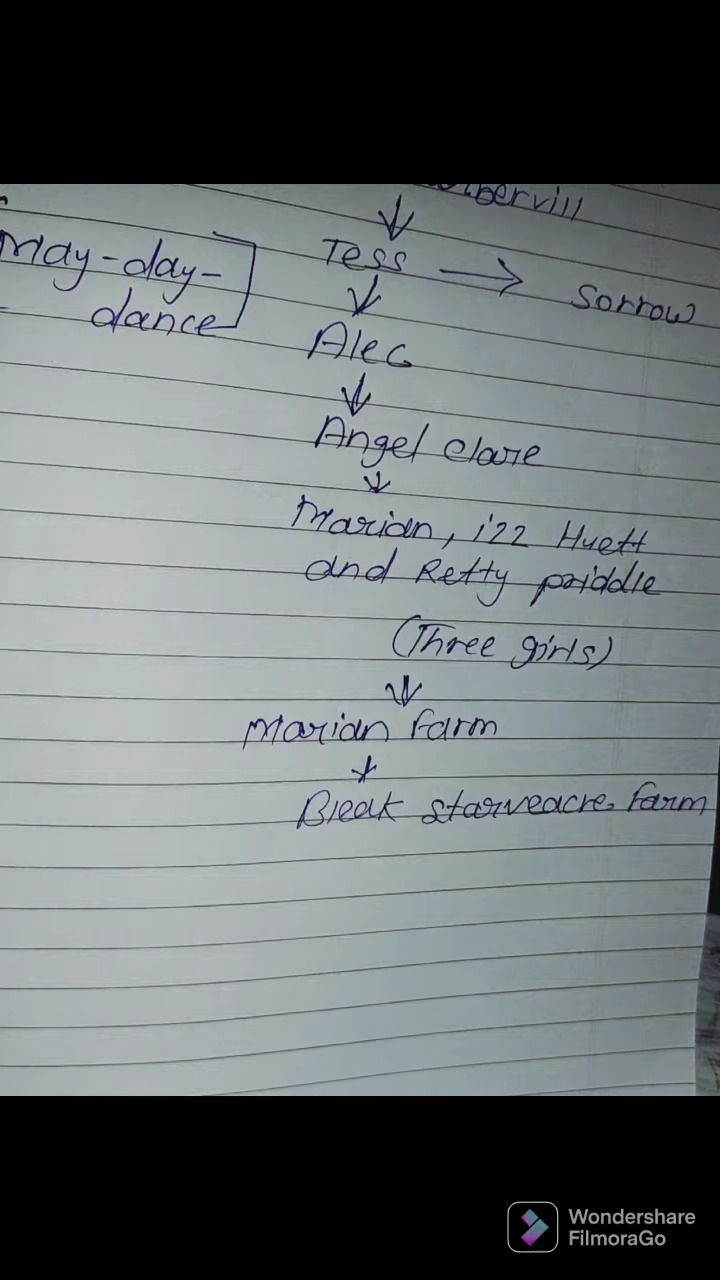 bervill
May-day-
dance
Tess → Sorrow
Alec
Angel Clare
Marian, izz Huett
and Retty priddle
(Three girls)
Marian Farm
Bleak starveacre Farm
Wondershare
FilmoraGo